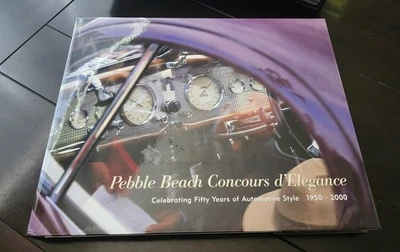 Pebble Beach Concours d'Elegance
Celebrating Fifty Years of Automotive Style 1950 - 2000